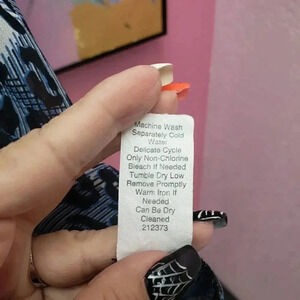 Machine Wash
Separately Cold
Water
Delicate Cycle
Only Non-Chlorine
Bleach If Needed
Tumble Dry Low
Remove Promptly
Warm Iron If
Needed
Can Be Dry
Cleaned
212373